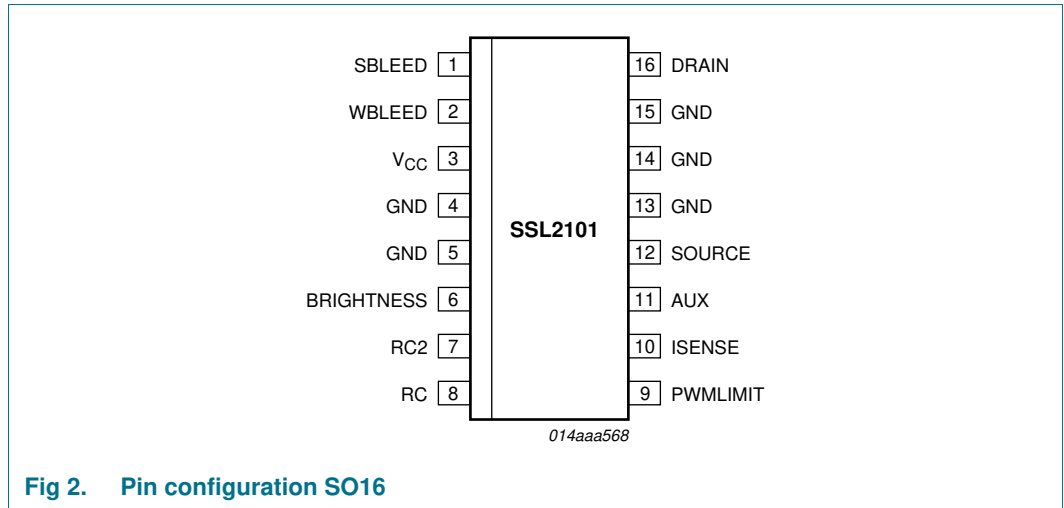 SBLEED 1
WBLEED 2
VCC 3
GND 4
GND 5
BRIGHTNESS 6
RC2 7
RC 8
SSL2101
16 DRAIN
15 GND
14 GND
13 GND
12 SOURCE
11 AUX
10 ISENSE
9 PWMLIMIT
014aaa568
Fig 2. Pin configuration SO16